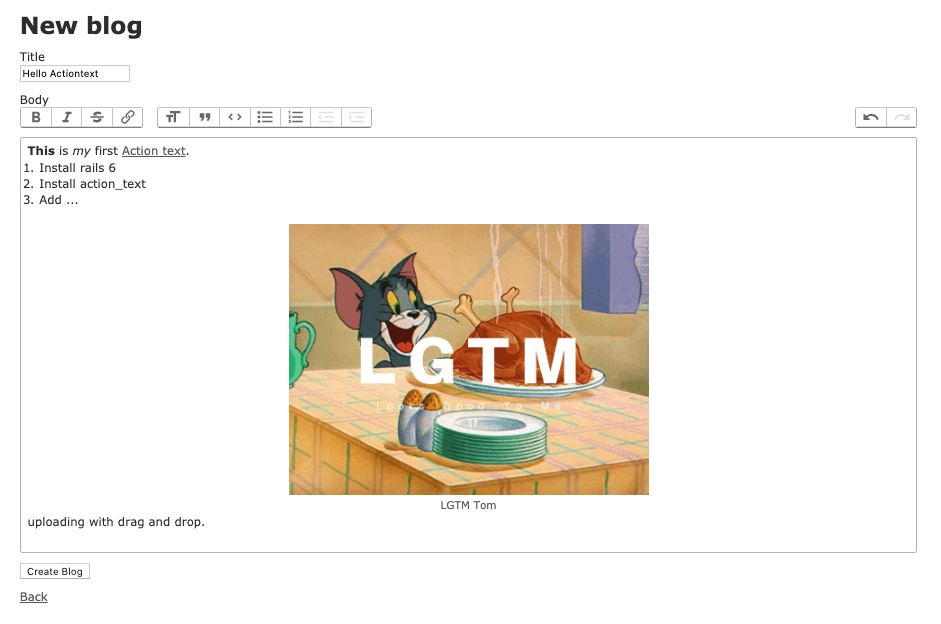 New blog
Title
Hello Actiontext
Body
B I S
This is my first Action text.
1. Install rails 6
2. Install action_text
3. Add ...
LGTM
Looks Good To Me
LGTM Tom
uploading with drag and drop.
Create Blog
Back